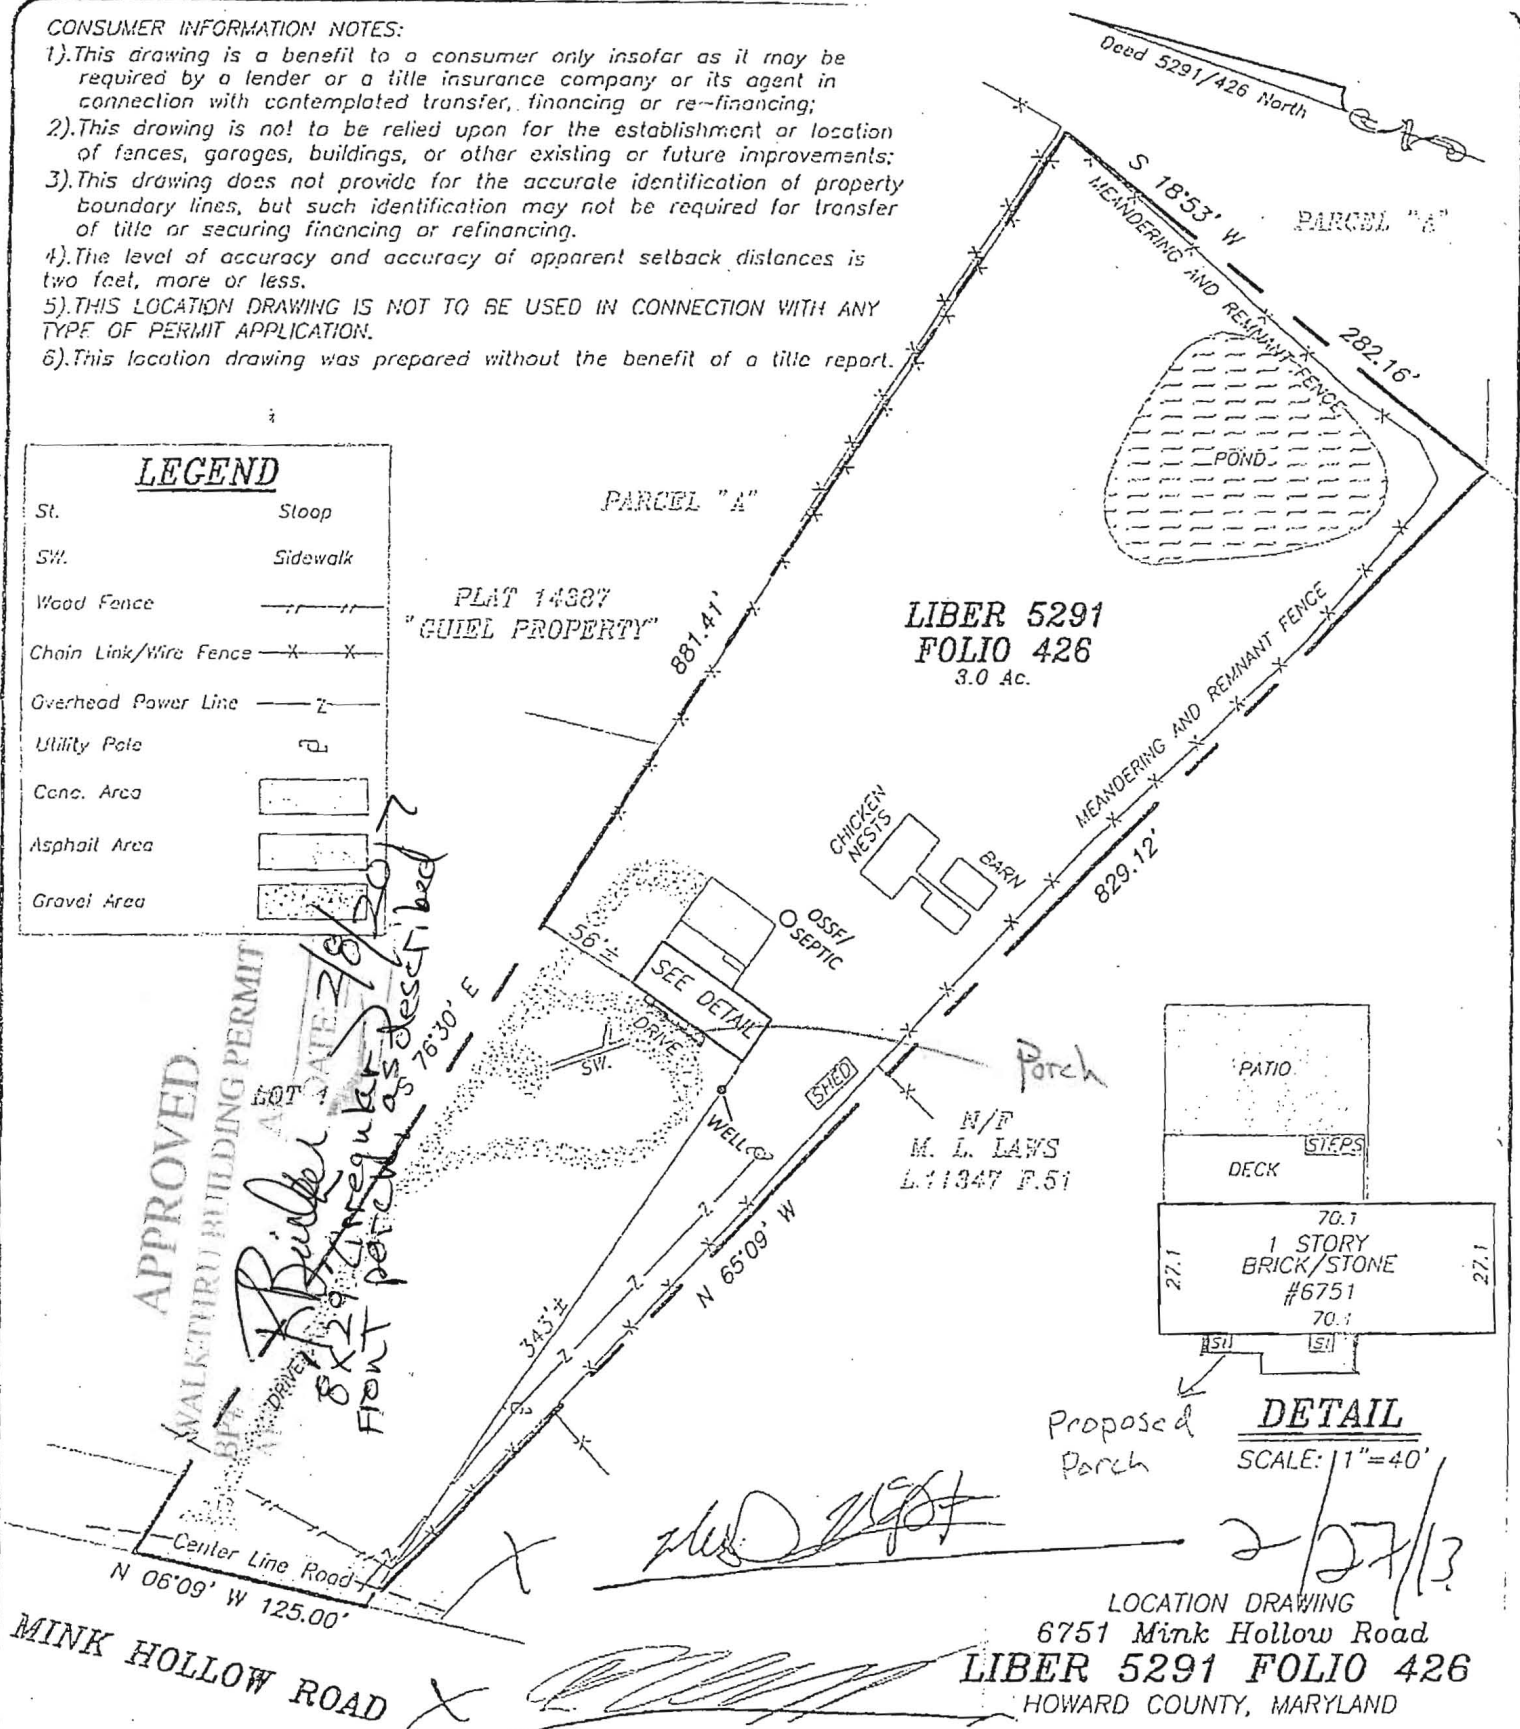 CONSUMER INFORMATION NOTES:
1).This drawing is a benefit to a consumer only insofar as it may be
required by a lender or a title insurance company or its agent in
connection with contemplated transfer, financing or re-financing;
2).This drawing is not to be relied upon for the establishment or location
of fences, garages, buildings, or other existing or future improvements;
3).This drawing does not provide for the accurate identification of property
boundary lines, but such identification may not be required for transfer
of title or securing financing or refinancing.
4).The level of accuracy and accuracy of apparent setback distances is
two feet, more or less.
5).THIS LOCATION DRAWING IS NOT TO BE USED IN CONNECTION WITH ANY
TYPE OF PERMIT APPLICATION.
6).This location drawing was prepared without the benefit of a title report.
Deed 5291/426 North
S 18°53' W
282.16'
MEANDERING AND REMNANT FENCE
PARCEL "A"
POND
LEGEND
St. Stoop
SW. Sidewalk
Wood Fence
Chain Link/Wire Fence
Overhead Power Line
Utility Pole
Conc. Area
Asphalt Area
Gravel Area
PARCEL "A"
PLAT 14387
"GUIEL PROPERTY"
881.41'
LIBER 5291
FOLIO 426
3.0 Ac.
MEANDERING AND REMNANT FENCE
829.12'
CHICKEN
NESTS
BARN
OSSF/
SEPTIC
56'±
SEE DETAIL
DRIVE
SW.
Porch
SHED
WELL
N/F
M. L. LAWS
L.11347 F.51
S 76°30' E
LOT 1
APPROVED
WALK-THRU BUILDING PERMIT
BP#
DATE:
8x29 Irregular
Front porch as described
DRIVE
343'±
N 65°09' W
PATIO
STEPS
DECK
70.1
27.1
1 STORY
BRICK/STONE
#6751
27.1
70.1
St
St
Proposed
Porch
DETAIL
SCALE: 1"=40'
2/27/13
Center Line Road
N 06°09' W 125.00'
MINK HOLLOW ROAD
X
X
LOCATION DRAWING
6751 Mink Hollow Road
LIBER 5291 FOLIO 426
HOWARD COUNTY, MARYLAND